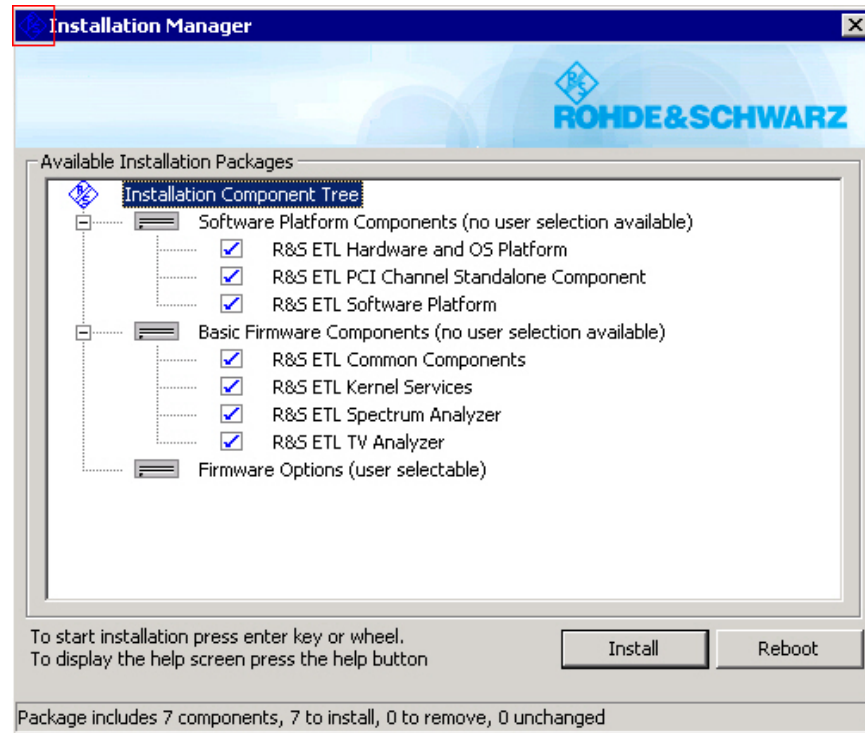 Installation Manager
R&S
ROHDE&SCHWARZ
Available Installation Packages
R&S Installation Component Tree
Software Platform Components (no user selection available)
R&S ETL Hardware and OS Platform
R&S ETL PCI Channel Standalone Component
R&S ETL Software Platform
Basic Firmware Components (no user selection available)
R&S ETL Common Components
R&S ETL Kernel Services
R&S ETL Spectrum Analyzer
R&S ETL TV Analyzer
Firmware Options (user selectable)
To start installation press enter key or wheel.
To display the help screen press the help button
Install
Reboot
Package includes 7 components, 7 to install, 0 to remove, 0 unchanged